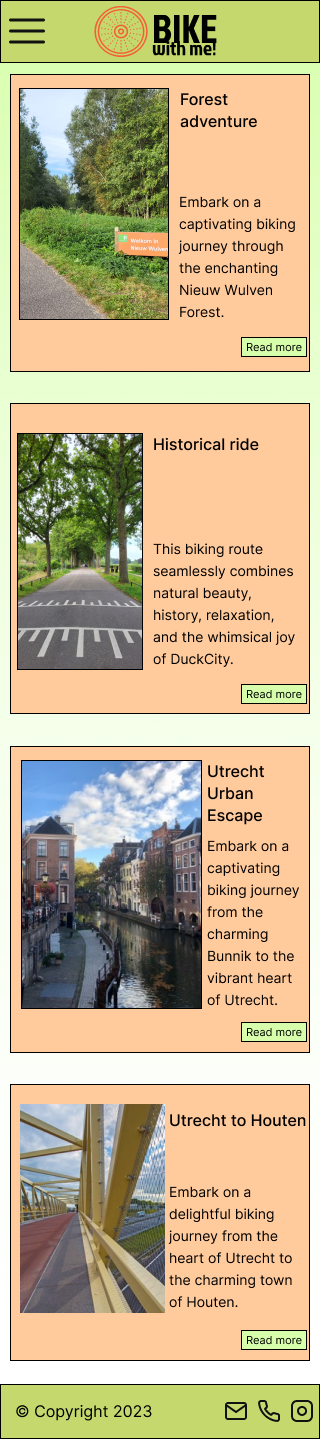 BIKE
with me!
Forest
adventure
Welkom in
Nieuw Wulven
Embark on a
captivating biking
journey through
the enchanting
Nieuw Wulven
Forest.
Read more
Historical ride
This biking route
seamlessly combines
natural beauty,
history, relaxation,
and the whimsical joy
of DuckCity.
Read more
Utrecht
Urban
Escape
Embark on a
captivating
biking journey
from the
charming
Bunnik to the
vibrant heart
of Utrecht.
Read more
Utrecht to Houten
Embark on a
delightful biking
journey from the
heart of Utrecht to
the charming town
of Houten.
Read more
© Copyright 2023